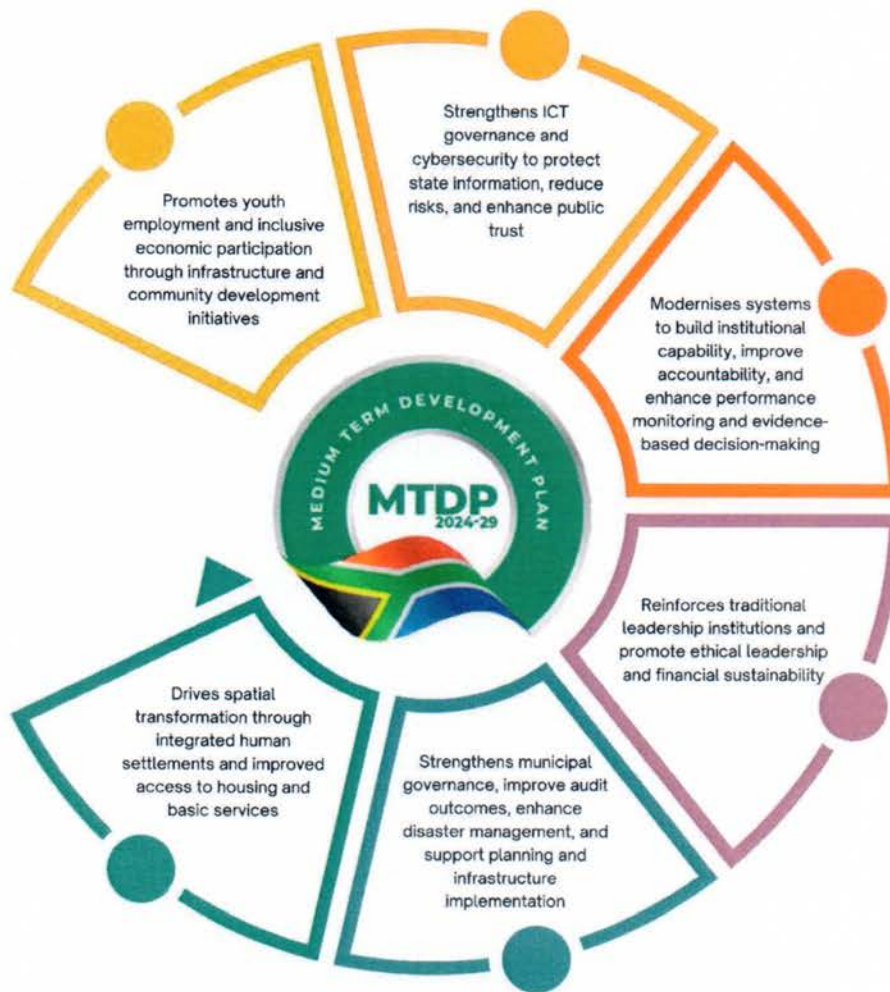 Promotes youth
employment and inclusive
economic participation
through infrastructure and
community development
initiatives
Strengthens ICT
governance and
cybersecurity to protect
state information, reduce
risks, and enhance public
trust
Modernises systems
to build institutional
capability, improve
accountability, and
enhance performance
monitoring and evidence-
based decision-making
Reinforces traditional
leadership institutions and
promote ethical leadership
and financial sustainability
Strengthens municipal
governance, improve audit
outcomes, enhance
disaster management, and
support planning and
infrastructure
implementation
Drives spatial
transformation through
integrated human
settlements and improved
access to housing and
basic services
MEDIUM TERM DEVELOPMENT PLAN
MTDP
2024-29